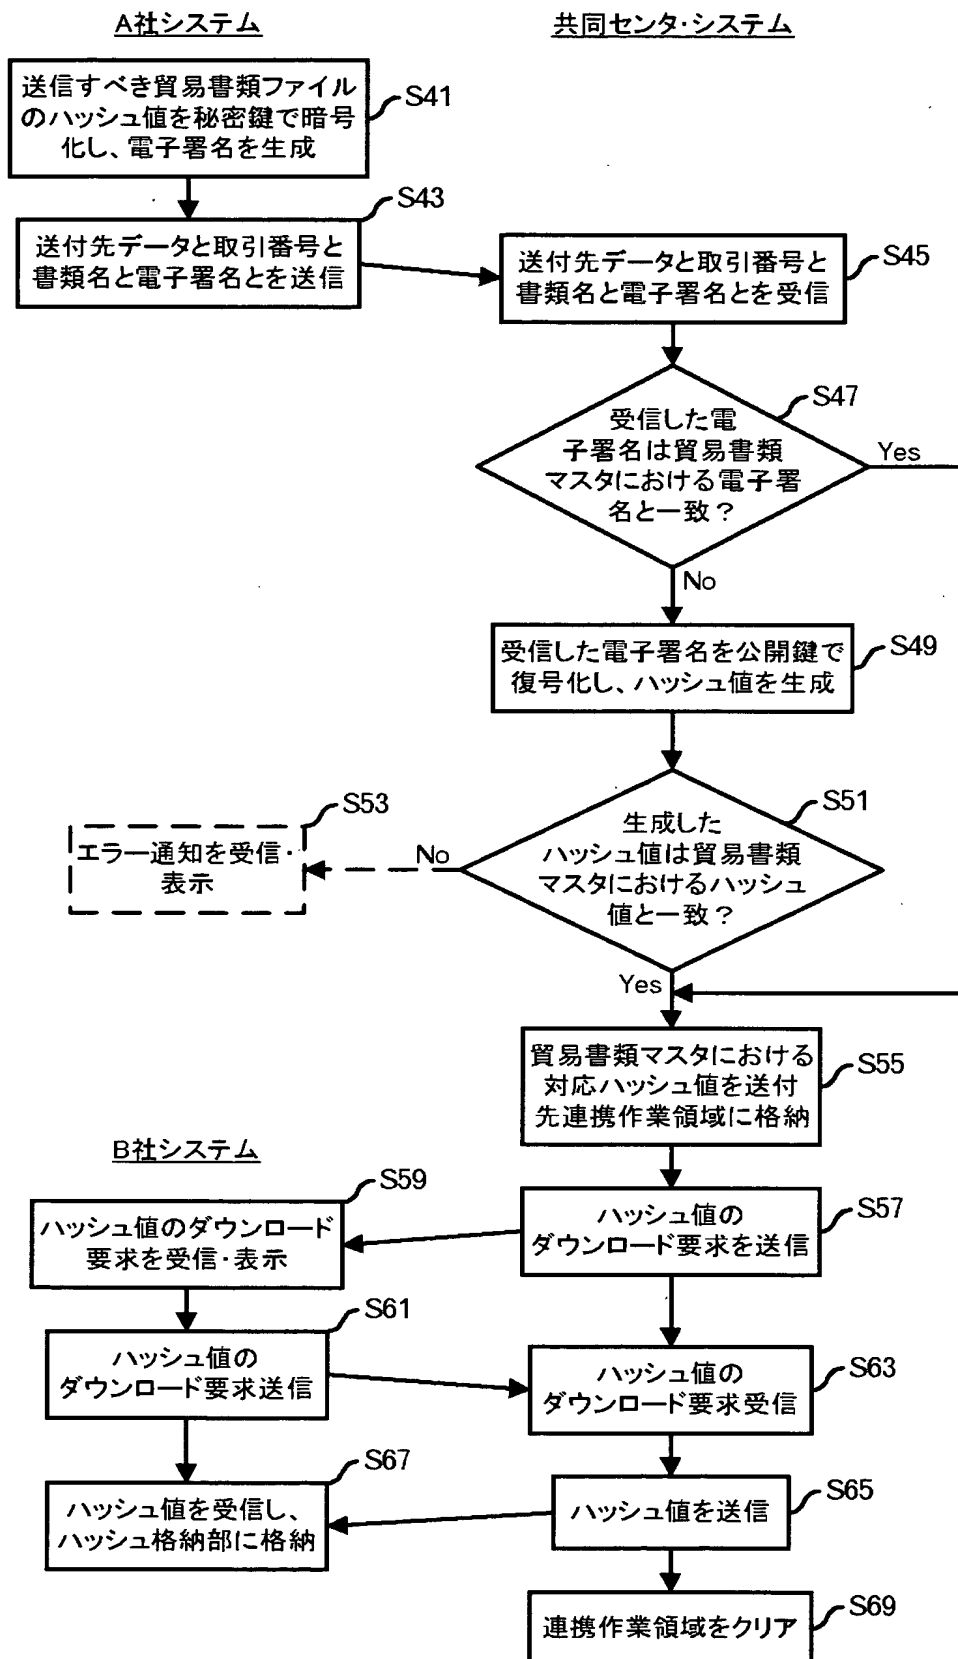 A社システム
共同センタ・システム
送信すべき貿易書類ファイル
のハッシュ値を秘密鍵で暗号
化し、電子署名を生成
S41
送付先データと取引番号と
書類名と電子署名とを送信
S43
送付先データと取引番号と
書類名と電子署名とを受信
S45
受信した電
子署名は貿易書類
マスタにおける電子署
名と一致？
S47
Yes
No
受信した電子署名を公開鍵で
復号化し、ハッシュ値を生成
S49
生成した
ハッシュ値は貿易書類
マスタにおけるハッシュ
値と一致？
S51
No
エラー通知を受信・
表示
S53
Yes
貿易書類マスタにおける
対応ハッシュ値を送付
先連携作業領域に格納
S55
B社システム
ハッシュ値の
ダウンロード要求を送信
S57
ハッシュ値のダウンロード
要求を受信・表示
S59
ハッシュ値の
ダウンロード要求送信
S61
ハッシュ値の
ダウンロード要求受信
S63
ハッシュ値を送信
S65
ハッシュ値を受信し、
ハッシュ格納部に格納
S67
連携作業領域をクリア
S69